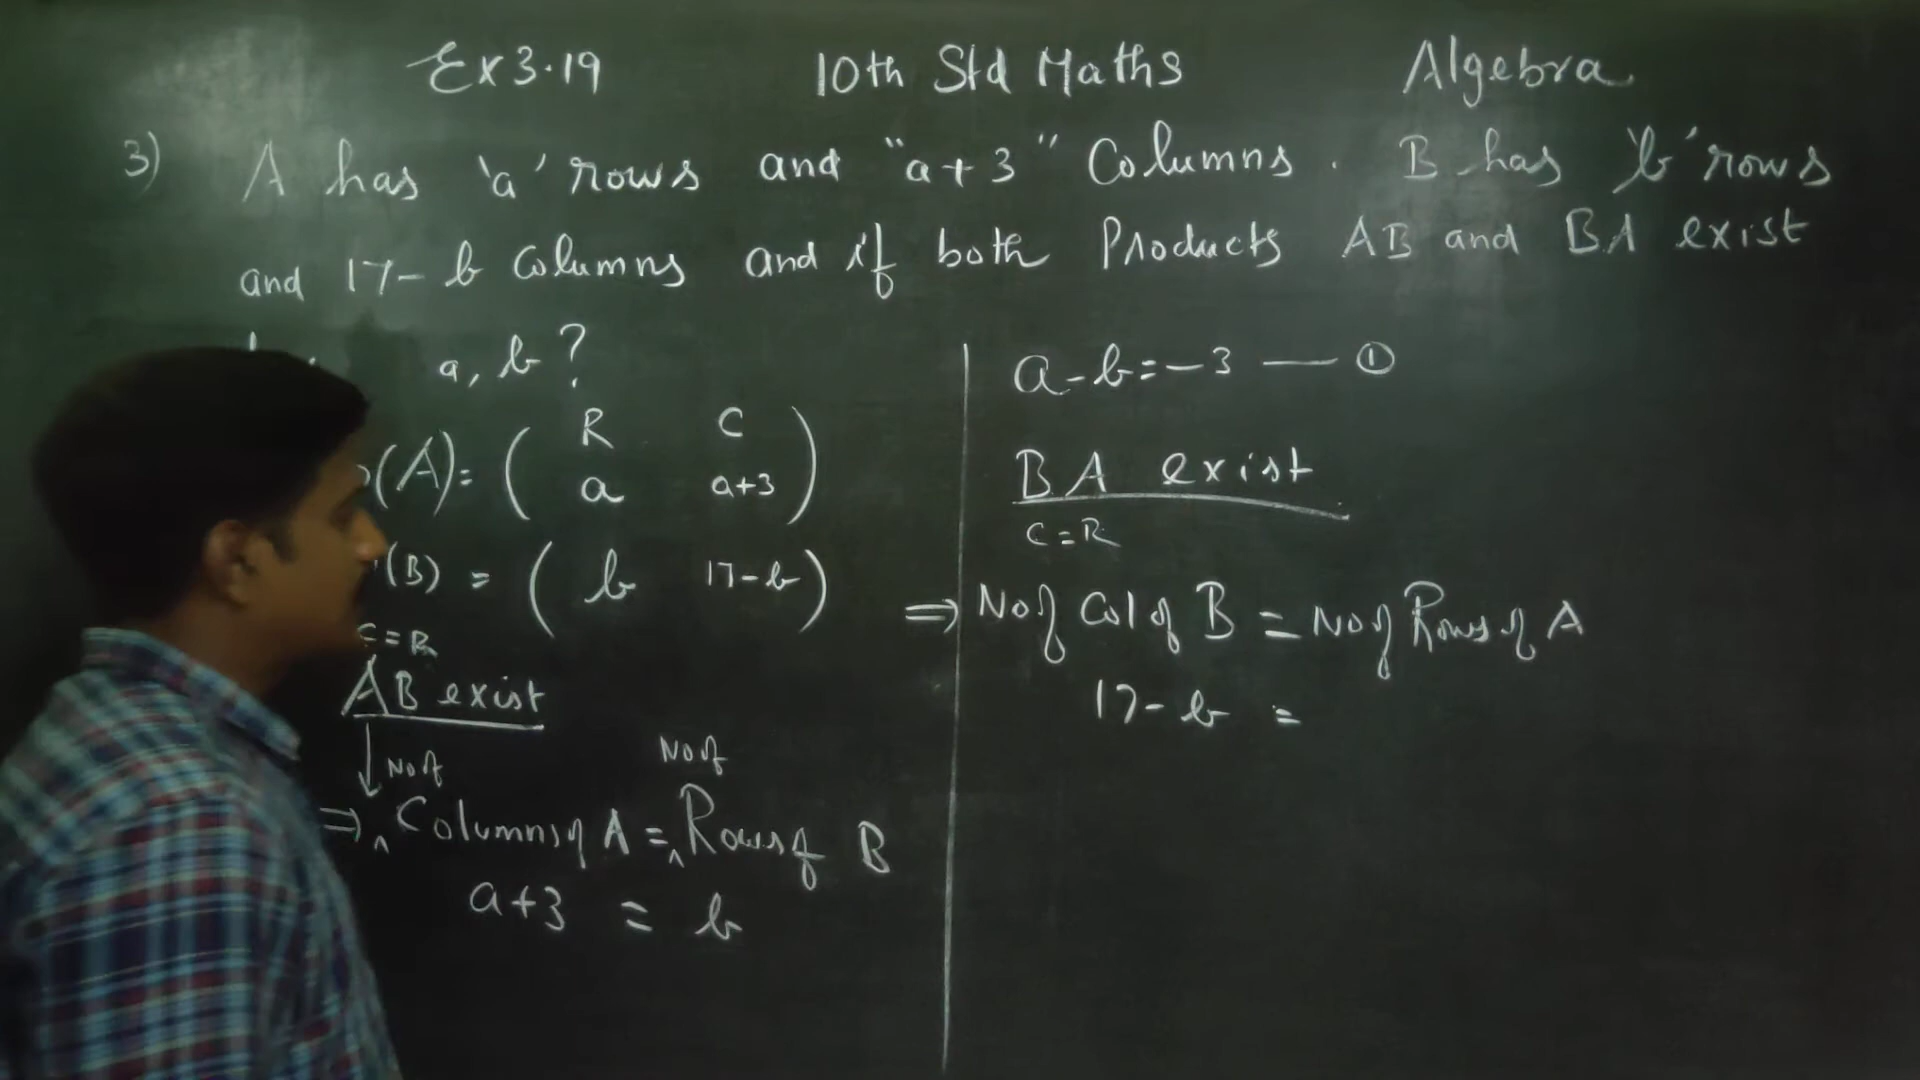 Ex 3.19 10th Std Maths Algebra
3) A has 'a' rows and "a+3" Columns. B has 'b' rows
and 17-b Columns and if both Products AB and BA exist
a, b?
R C
(A) = ( a a+3 )
(B) = ( b 17-b )
C = R
AB exist
No of No of
⇒ Columns of A = Rows of B
a+3 = b
a-b = -3 — ①
BA exist
C = R
⇒ No of Col of B = No of Rows of A
17-b =